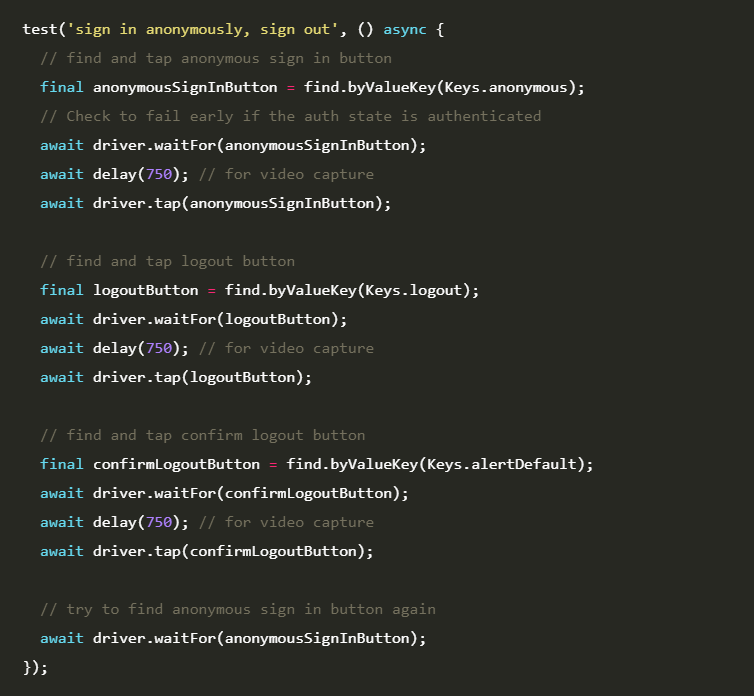 test('sign in anonymously, sign out', () async {
  // find and tap anonymous sign in button
  final anonymousSignInButton = find.byValueKey(Keys.anonymous);
  // Check to fail early if the auth state is authenticated
  await driver.waitFor(anonymousSignInButton);
  await delay(750); // for video capture
  await driver.tap(anonymousSignInButton);

  // find and tap logout button
  final logoutButton = find.byValueKey(Keys.logout);
  await driver.waitFor(logoutButton);
  await delay(750); // for video capture
  await driver.tap(logoutButton);

  // find and tap confirm logout button
  final confirmLogoutButton = find.byValueKey(Keys.alertDefault);
  await driver.waitFor(confirmLogoutButton);
  await delay(750); // for video capture
  await driver.tap(confirmLogoutButton);

  // try to find anonymous sign in button again
  await driver.waitFor(anonymousSignInButton);
});